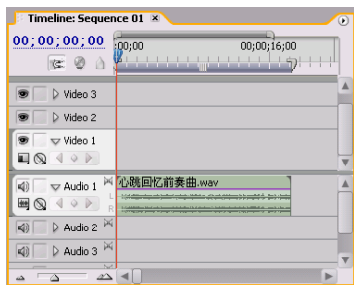 Timeline: Sequence 01 ×
00;00;00;00
;00;00 00;00;16;00
Video 3
Video 2
Video 1
Audio 1 心跳回忆前奏曲.wav
L
R
Audio 2
Audio 3